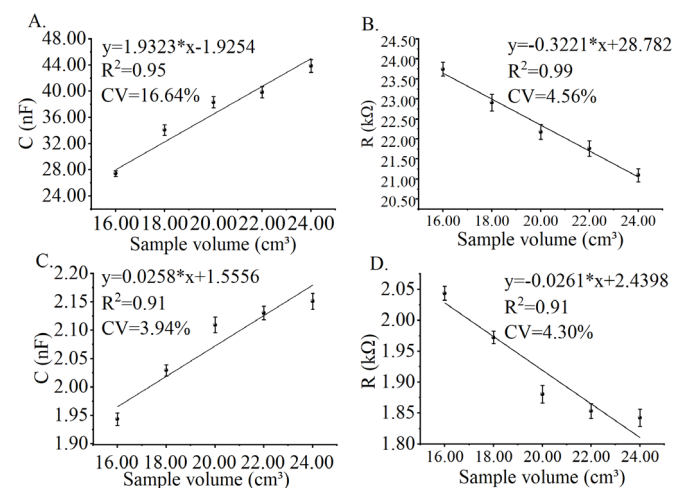 A.
y=1.9323*x-1.9254
R²=0.95
CV=16.64%
C (nF)
48.00
44.00
40.00
36.00
32.00
28.00
24.00
16.00 18.00 20.00 22.00 24.00
Sample volume (cm³)
B.
y=-0.3221*x+28.782
R²=0.99
CV=4.56%
R (kΩ)
24.50
24.00
23.50
23.00
22.50
22.00
21.50
21.00
20.50
16.00 18.00 20.00 22.00 24.00
Sample volume (cm³)
C.
y=0.0258*x+1.5556
R²=0.91
CV=3.94%
C (nF)
2.20
2.15
2.10
2.05
2.00
1.95
1.90
16.00 18.00 20.00 22.00 24.00
Sample volume (cm³)
D.
y=-0.0261*x+2.4398
R²=0.91
CV=4.30%
R (kΩ)
2.05
2.00
1.95
1.90
1.85
1.80
16.00 18.00 20.00 22.00 24.00
Sample volume (cm³)